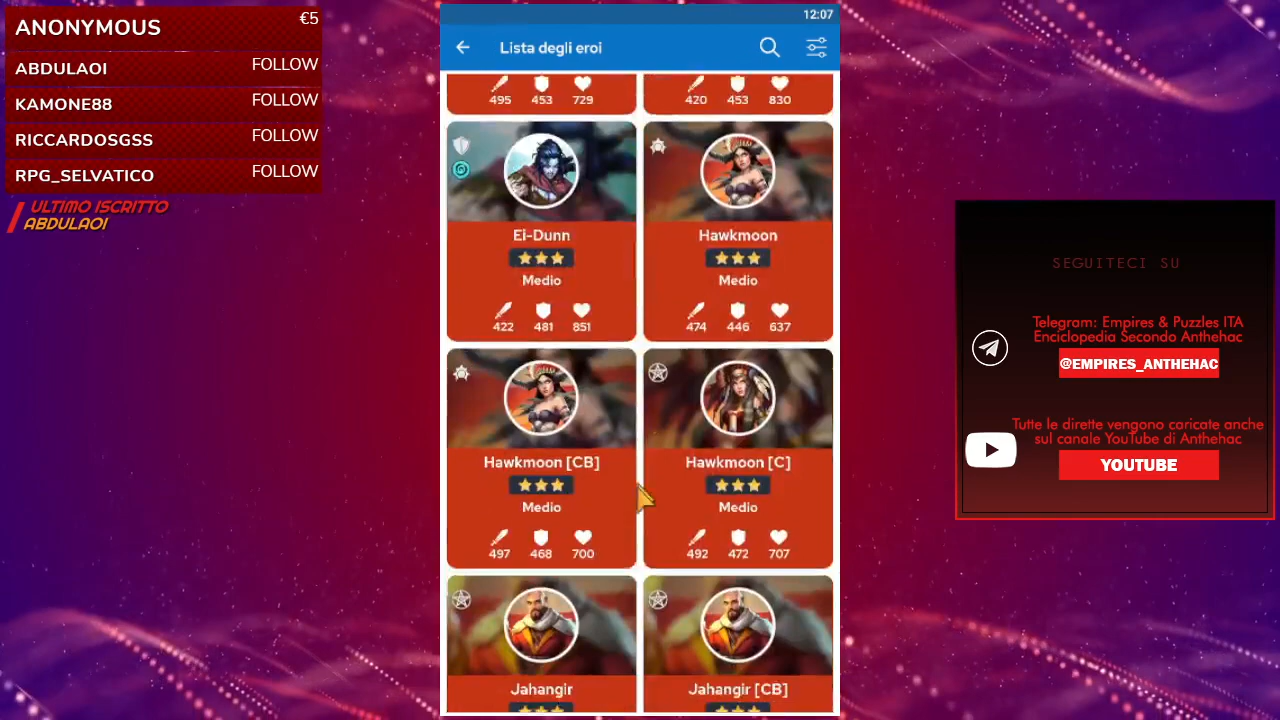 ANONYMOUS €5
ABDULAOI FOLLOW
KAMONE88 FOLLOW
RICCARDOSGSS FOLLOW
RPG_SELVATICO FOLLOW
ULTIMO ISCRITTO
ABDULAOI
12:07
Lista degli eroi
495 453 729
420 453 830
Ei-Dunn
Medio
422 481 851
Hawkmoon
Medio
474 446 637
Hawkmoon [CB]
Medio
497 468 700
Hawkmoon [C]
Medio
492 472 707
Jahangir
Jahangir [CB]
SEGUITECI SU
Telegram: Empires & Puzzles ITA
Enciclopedia Secondo Anthehac
@EMPIRES_ANTHEHAC
Tutte le dirette vengono caricate anche
sul canale YouTube di Anthehac
YOUTUBE